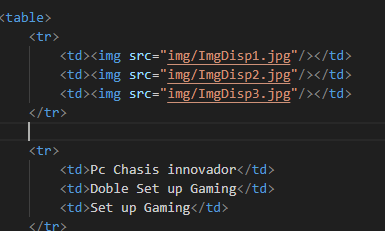 <table>
<tr>
<td><img src="img/ImgDisp1.jpg"/></td>
<td><img src="img/ImgDisp2.jpg"/></td>
<td><img src="img/ImgDisp3.jpg"/></td>
</tr>
<tr>
<td>Pc Chasis innovador</td>
<td>Doble Set up Gaming</td>
<td>Set up Gaming</td>
</tr>